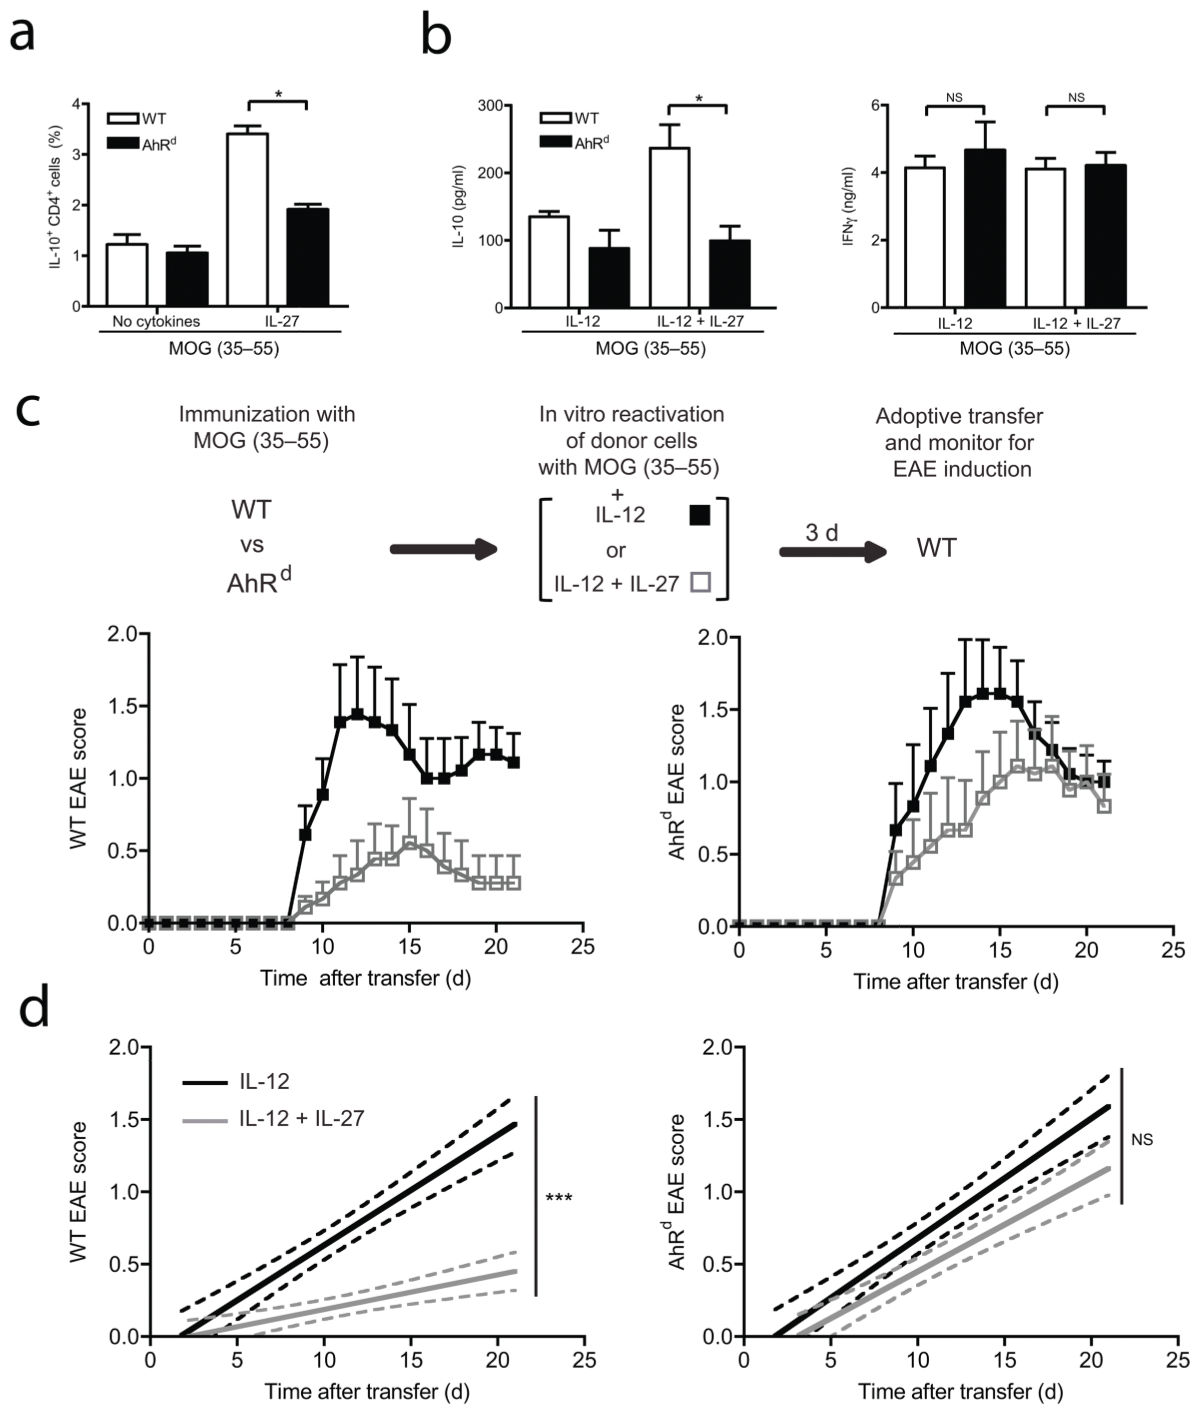 a
b
4
3
2
1
0
IL-10⁺ CD4⁺ cells (%)
WT
AhRᵈ
*
No cytokines
IL-27
MOG (35–55)
300
200
100
0
IL-10 (pg/ml)
WT
AhRᵈ
*
IL-12
IL-12 + IL-27
MOG (35–55)
6
4
2
0
IFNγ (ng/ml)
NS
NS
IL-12
IL-12 + IL-27
MOG (35–55)
c
Immunization with
MOG (35–55)
WT
vs
AhRᵈ
In vitro reactivation
of donor cells
with MOG (35–55)
+
IL-12
or
IL-12 + IL-27
3 d
Adoptive transfer
and monitor for
EAE induction
WT
2.0
1.5
1.0
0.5
0.0
WT EAE score
0 5 10 15 20 25
Time after transfer (d)
2.0
1.5
1.0
0.5
0.0
AhRᵈ EAE score
0 5 10 15 20 25
Time after transfer (d)
d
2.0
1.5
1.0
0.5
0.0
WT EAE score
IL-12
IL-12 + IL-27
***
0 5 10 15 20 25
Time after transfer (d)
2.0
1.5
1.0
0.5
0.0
AhRᵈ EAE score
NS
0 5 10 15 20 25
Time after transfer (d)